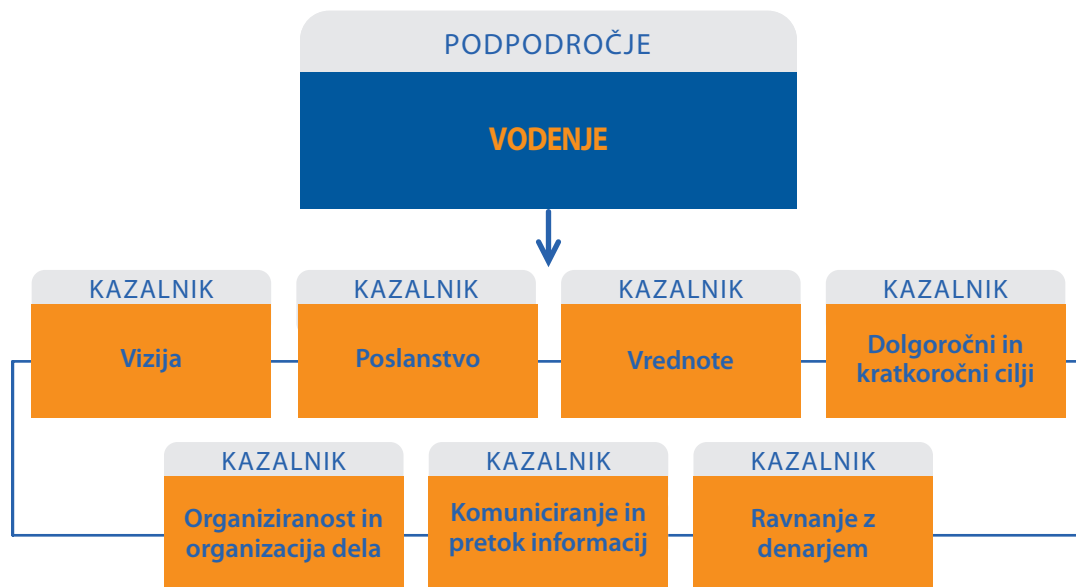 PODPODROČJE
VODENJE
KAZALNIK
Vizija
KAZALNIK
Poslanstvo
KAZALNIK
Vrednote
KAZALNIK
Dolgoročni in
kratkoročni cilji
KAZALNIK
Organiziranost in
organizacija dela
KAZALNIK
Komuniciranje in
pretok informacij
KAZALNIK
Ravnanje z
denarjem